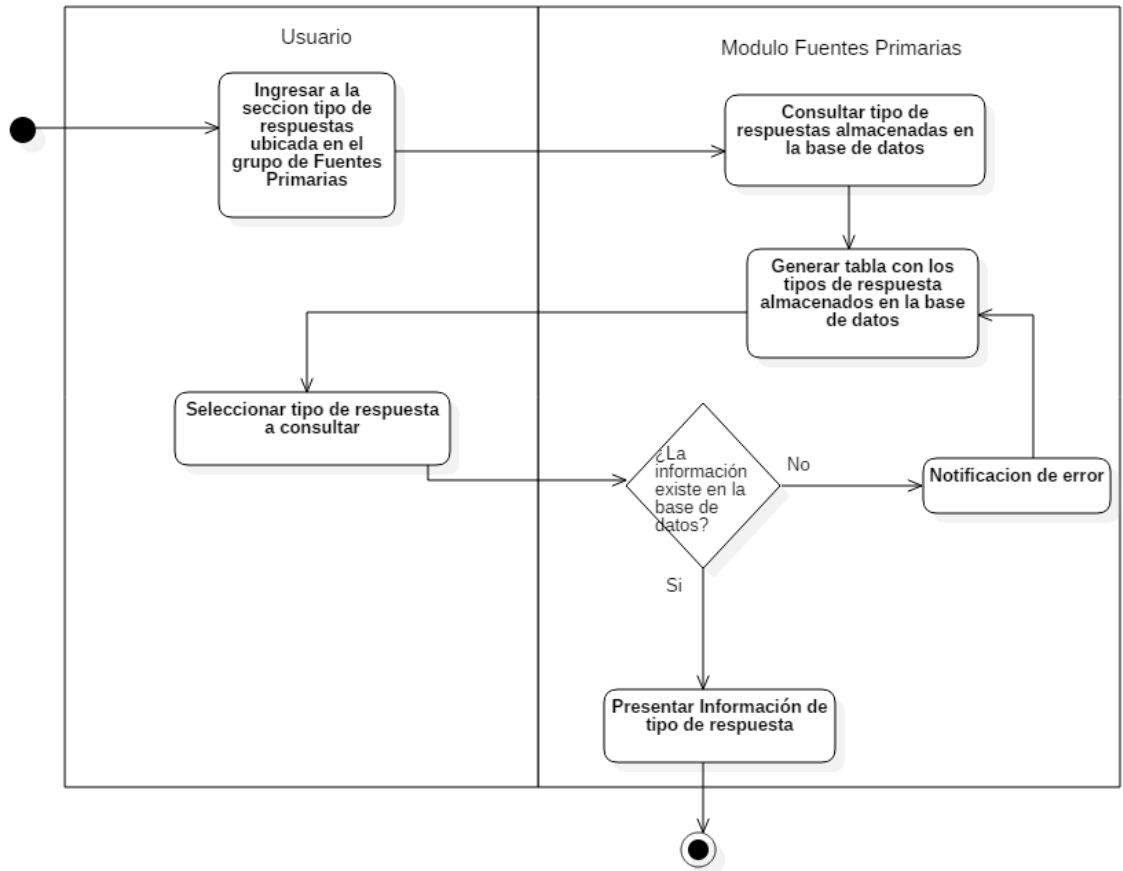 Usuario
Modulo Fuentes Primarias
Ingresar a la
seccion tipo de
respuestas
ubicada en el
grupo de Fuentes
Primarias
Consultar tipo de
respuestas almacenadas en
la base de datos
Generar tabla con los
tipos de respuesta
almacenados en la base
de datos
Seleccionar tipo de respuesta
a consultar
¿La
información
existe en la
base de
datos?
No
Notificacion de error
Si
Presentar Información de
tipo de respuesta